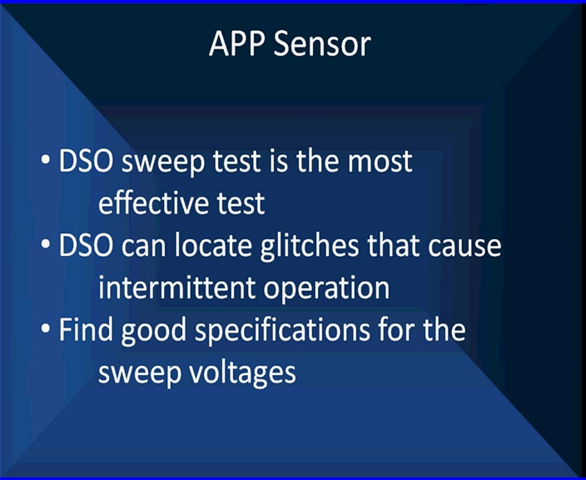 APP Sensor
• DSO sweep test is the most
effective test
• DSO can locate glitches that cause
intermittent operation
• Find good specifications for the
sweep voltages